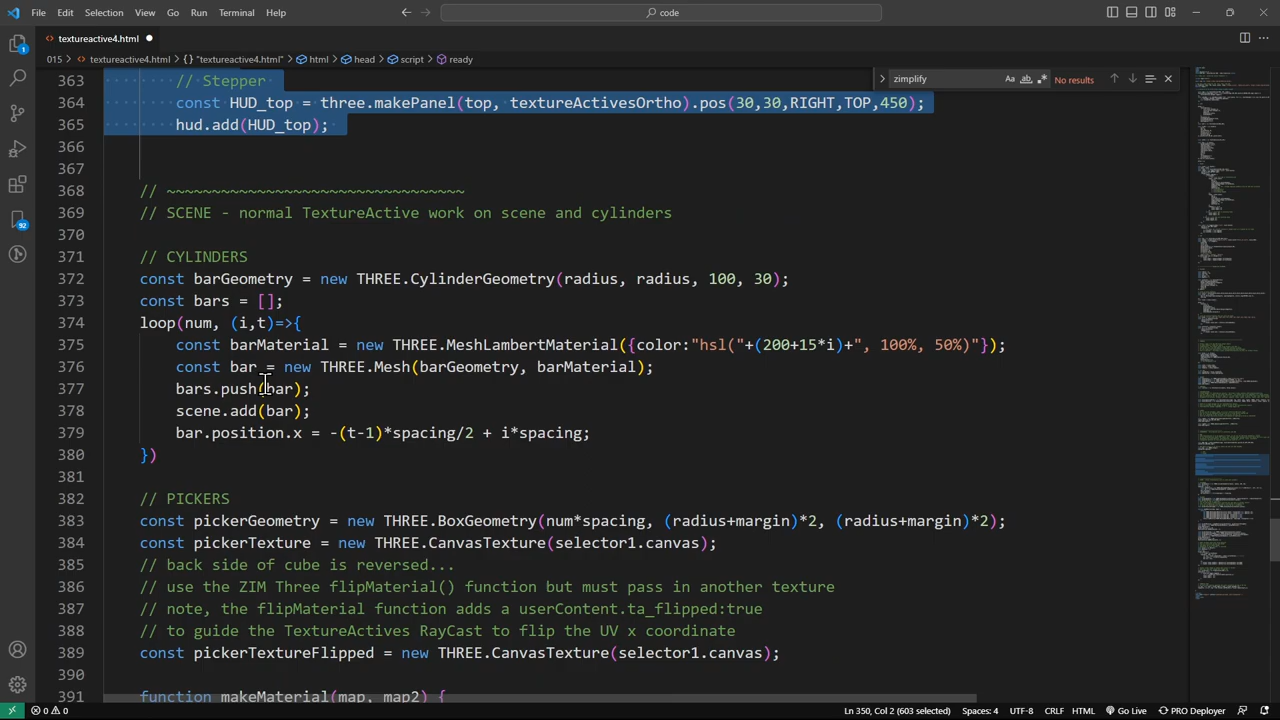 File Edit Selection View Go Run Terminal Help
code
textureactive4.html
015 > textureactive4.html > {} "textureactive4.html" > html > head > script > ready
zimplify
Aa ab .* No results
363 // Stepper
364 const HUD_top = three.makePanel(top, textureActivesOrtho).pos(30,30,RIGHT,TOP,450);
365 hud.add(HUD_top);
366
367
368 // ~~~~~~~~~~~~~~~~~~~~~~~~~~~~~~~~~
369 // SCENE - normal TextureActive work on scene and cylinders
370
371 // CYLINDERS
372 const barGeometry = new THREE.CylinderGeometry(radius, radius, 100, 30);
373 const bars = [];
374 loop(num, (i,t)=>{
375 const barMaterial = new THREE.MeshLambertMaterial({color:"hsl("+(200+15*i)+", 100%, 50%)"});
376 const bar = new THREE.Mesh(barGeometry, barMaterial);
377 bars.push(bar);
378 scene.add(bar);
379 bar.position.x = -(t-1)*spacing/2 + i*spacing;
380 })
381
382 // PICKERS
383 const pickerGeometry = new THREE.BoxGeometry(num*spacing, (radius+margin)*2, (radius+margin)*2);
384 const pickerTexture = new THREE.CanvasTexture(selector1.canvas);
385 // back side of cube is reversed...
386 // use the ZIM Three flipMaterial() function but must pass in another texture
387 // note, the flipMaterial function adds a userContent.ta_flipped:true
388 // to guide the TextureActives RayCast to flip the UV x coordinate
389 const pickerTextureFlipped = new THREE.CanvasTexture(selector1.canvas);
390
391 function makeMaterial(map, map2) {
1
92
0 0 Ln 350, Col 2 (603 selected) Spaces: 4 UTF-8 CRLF HTML Go Live PRO Deployer